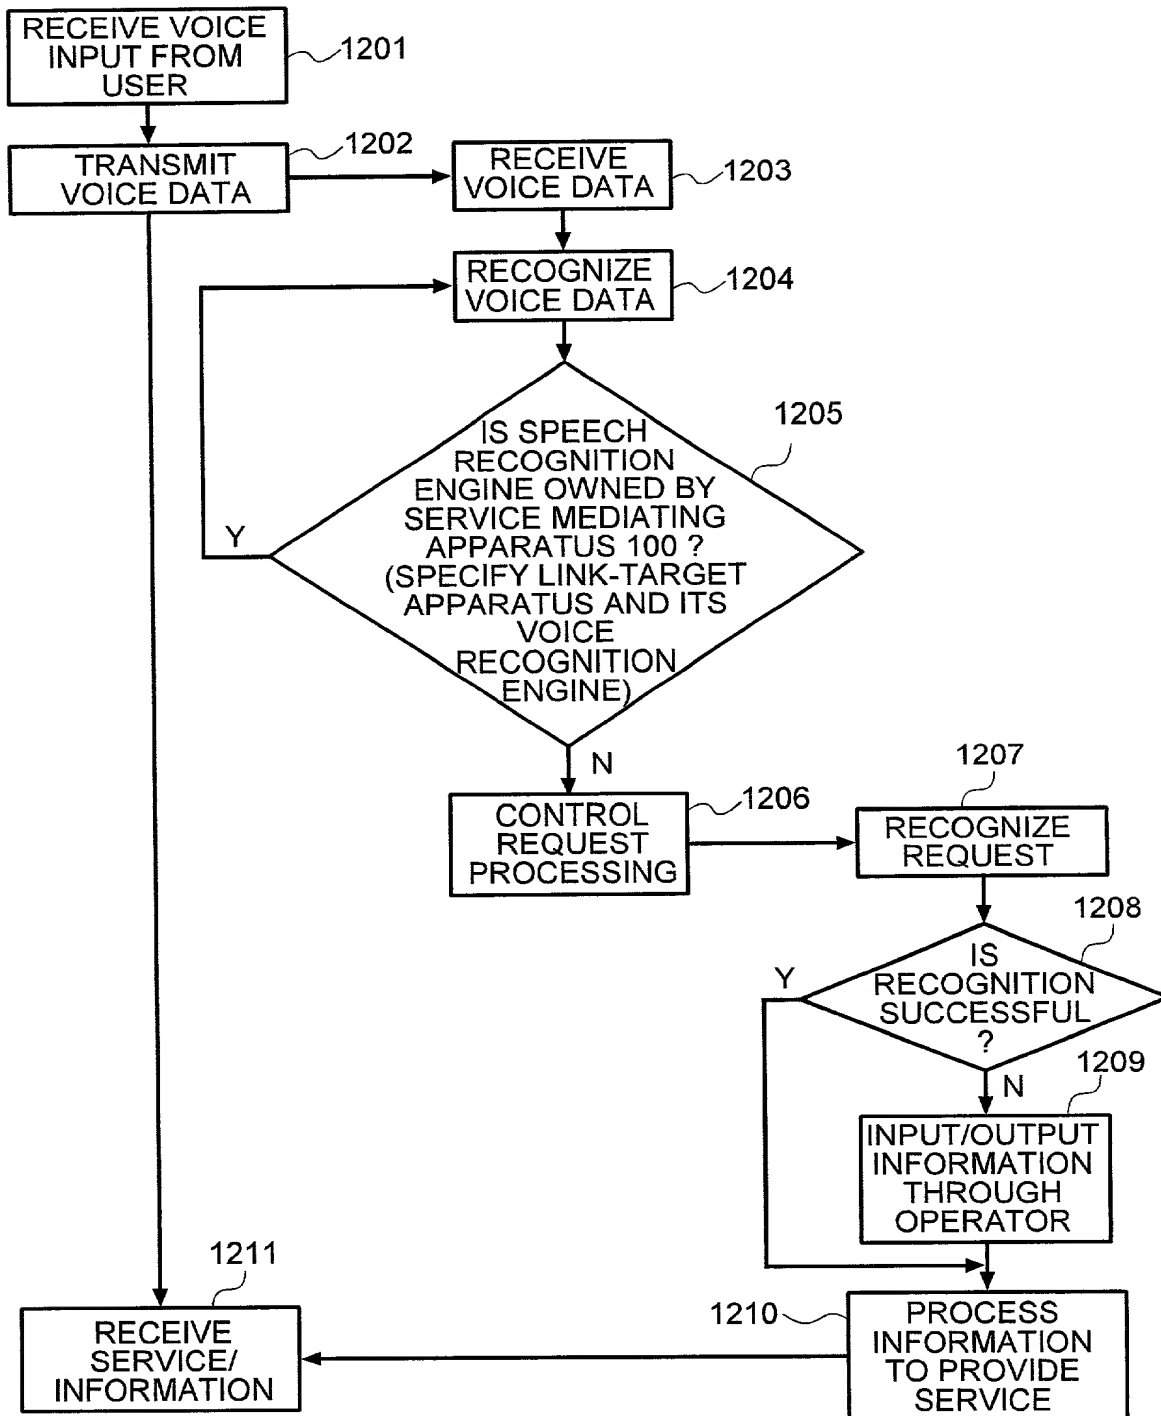 RECEIVE VOICE
INPUT FROM
USER
1201
TRANSMIT
VOICE DATA
1202
RECEIVE
VOICE DATA
1203
RECOGNIZE
VOICE DATA
1204
IS SPEECH
RECOGNITION
ENGINE OWNED BY
SERVICE MEDIATING
APPARATUS 100 ?
(SPECIFY LINK-TARGET
APPARATUS AND ITS
VOICE
RECOGNITION
ENGINE)
1205
Y
N
CONTROL
REQUEST
PROCESSING
1206
1207
RECOGNIZE
REQUEST
1208
IS
RECOGNITION
SUCCESSFUL
?
Y
N
1209
INPUT/OUTPUT
INFORMATION
THROUGH
OPERATOR
1210
PROCESS
INFORMATION
TO PROVIDE
SERVICE
1211
RECEIVE
SERVICE/
INFORMATION